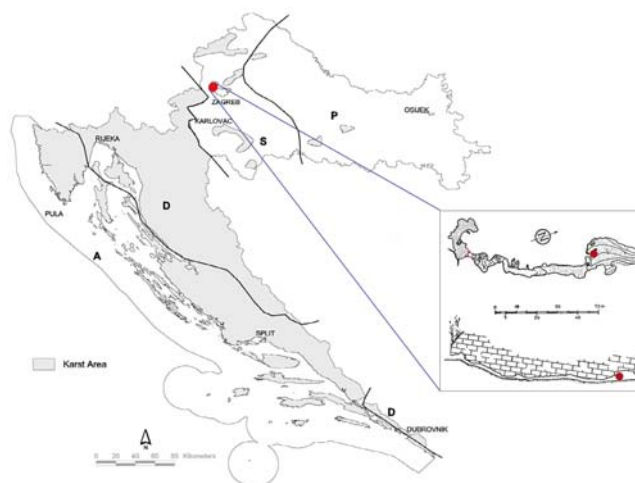 ZAGREB
P
OSIJEK
KARLOVAC
S
RIJEKA
D
PULA
A
SPLIT
Karst Area
D
DUBROVNIK
N
0 20 40 60 80 Kilometers
N